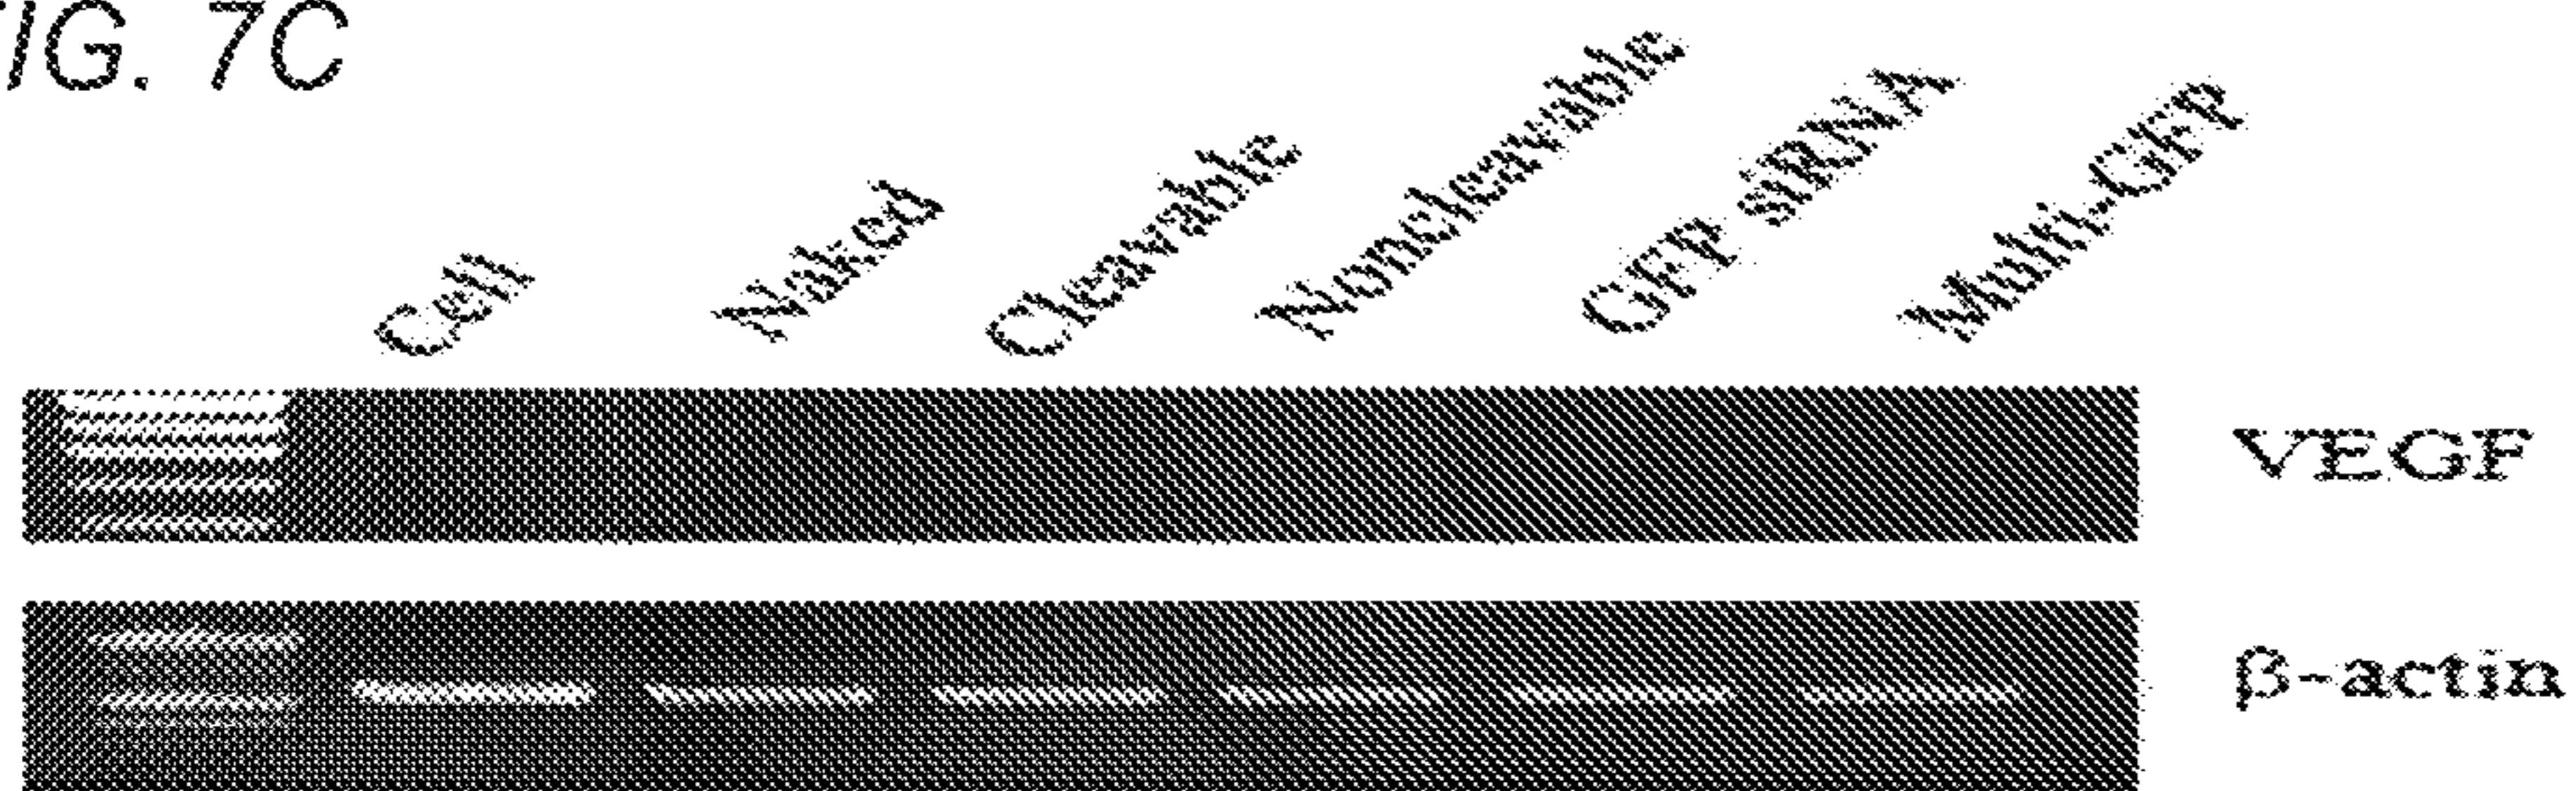 FIG. 7C
Cell
Naked
Cleavable
Noncleavable
GFP siRNA
Multi-GFP
VEGF
β-actin